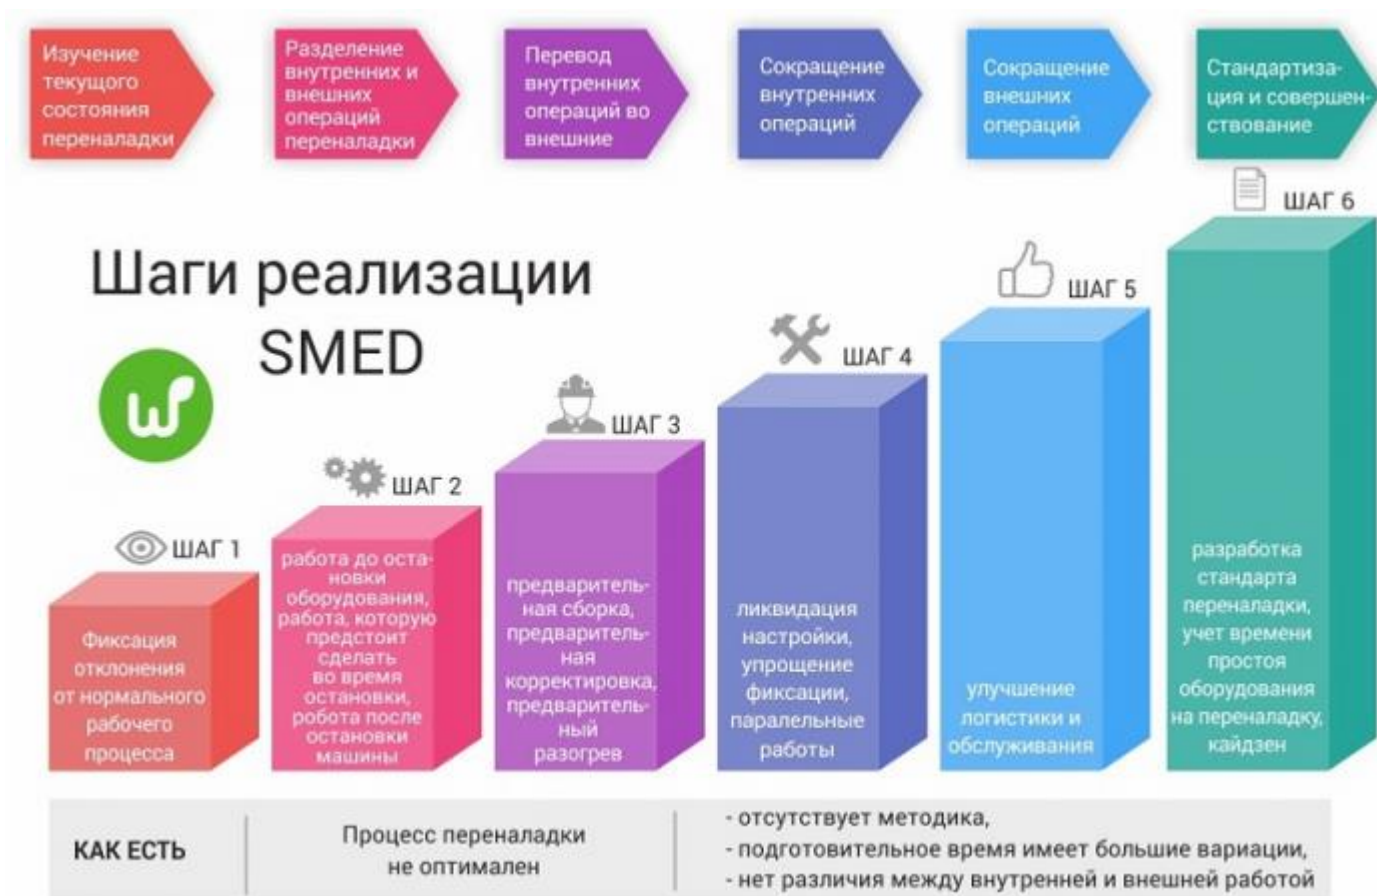 Изучение
текущего
состояния
переналадки
Разделение
внутренних и
внешних
операций
переналадки
Перевод
внутренних
операций во
внешние
Сокращение
внутренних
операций
Сокращение
внешних
операций
Стандартиза-
ция и совершен-
ствование
Шаги реализации
SMED
ШАГ 1
Фиксация
отклонения
от нормального
рабочего
процесса
ШАГ 2
работа до оста-
новки
оборудования,
работа, которую
предстоит
сделать
во время
остановки,
робота после
остановки
машины
ШАГ 3
предваритель-
ная сборка,
предваритель-
ная
корректировка,
предваритель-
ный
разогрев
ШАГ 4
ликвидация
настройки,
упрощение
фиксации,
паралельные
работы
ШАГ 5
улучшение
логистики и
обслуживания
ШАГ 6
разработка
стандарта
переналадки,
учет времени
простоя
оборудования
на переналадку,
кайдзен
КАК ЕСТЬ
Процесс переналадки
не оптимален
- отсутствует методика,
- подготовительное время имеет большие вариации,
- нет различия между внутренней и внешней работой